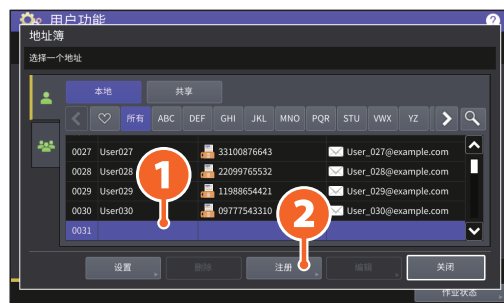 用户功能
?
地址簿
选择一个地址
本地 共享
所有 ABC DEF GHI JKL MNO PQR STU VWX YZ
0027 User027 33100876643 User_027@example.com
0028 User028 22099765532 User_028@example.com
0029 User029 11988654421 User_029@example.com
0030 User030 09777543310 User_030@example.com
0031
1
2
设置 删除 注册 编辑 关闭
作业状态